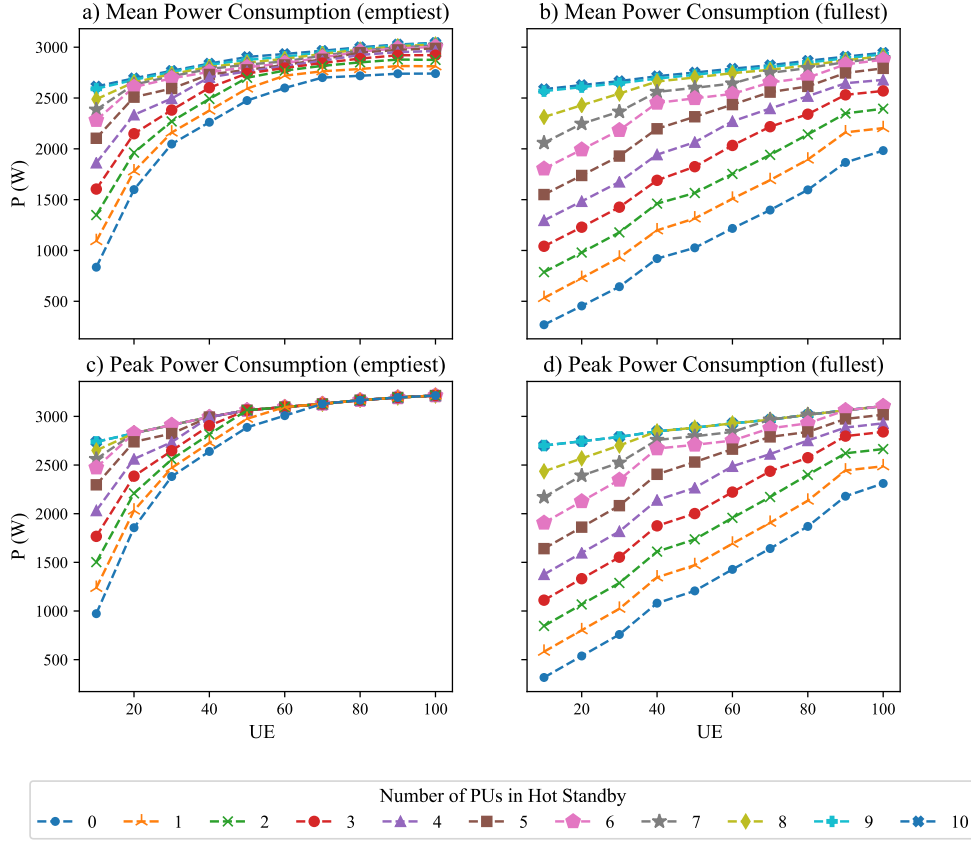 a) Mean Power Consumption (emptiest)
b) Mean Power Consumption (fullest)
3000
2500
2000
1500
1000
500
P (W)
c) Peak Power Consumption (emptiest)
d) Peak Power Consumption (fullest)
3000
2500
2000
1500
1000
500
P (W)
20 40 60 80 100
UE
20 40 60 80 100
UE
Number of PUs in Hot Standby
0 1 2 3 4 5 6 7 8 9 10